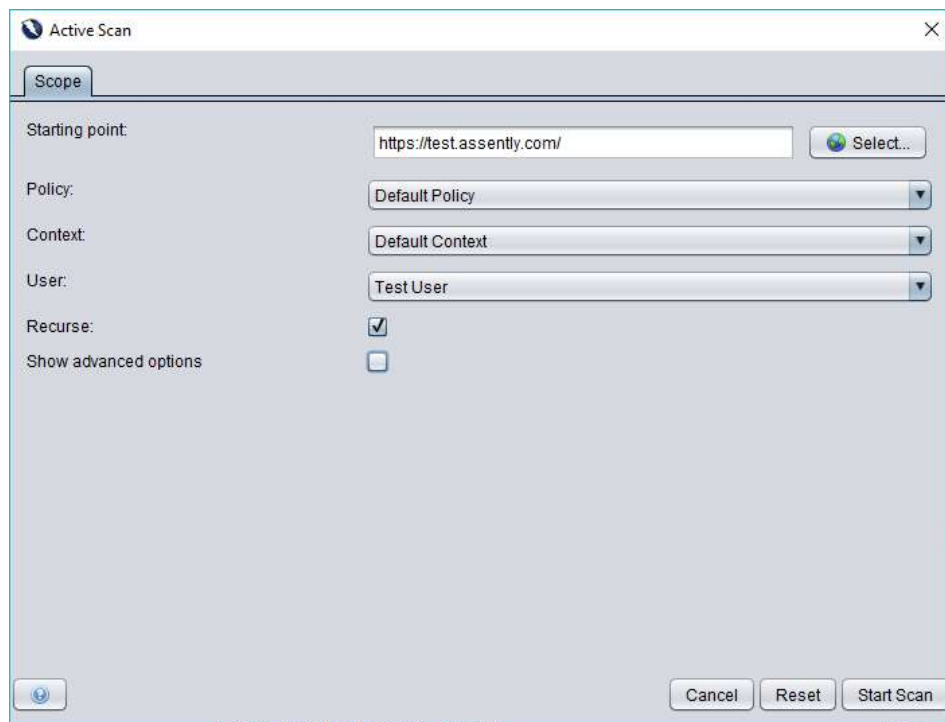 Active Scan
Scope
Starting point: https://test.assently.com/ Select...
Policy: Default Policy
Context: Default Context
User: Test User
Recurse:
Show advanced options
Cancel Reset Start Scan